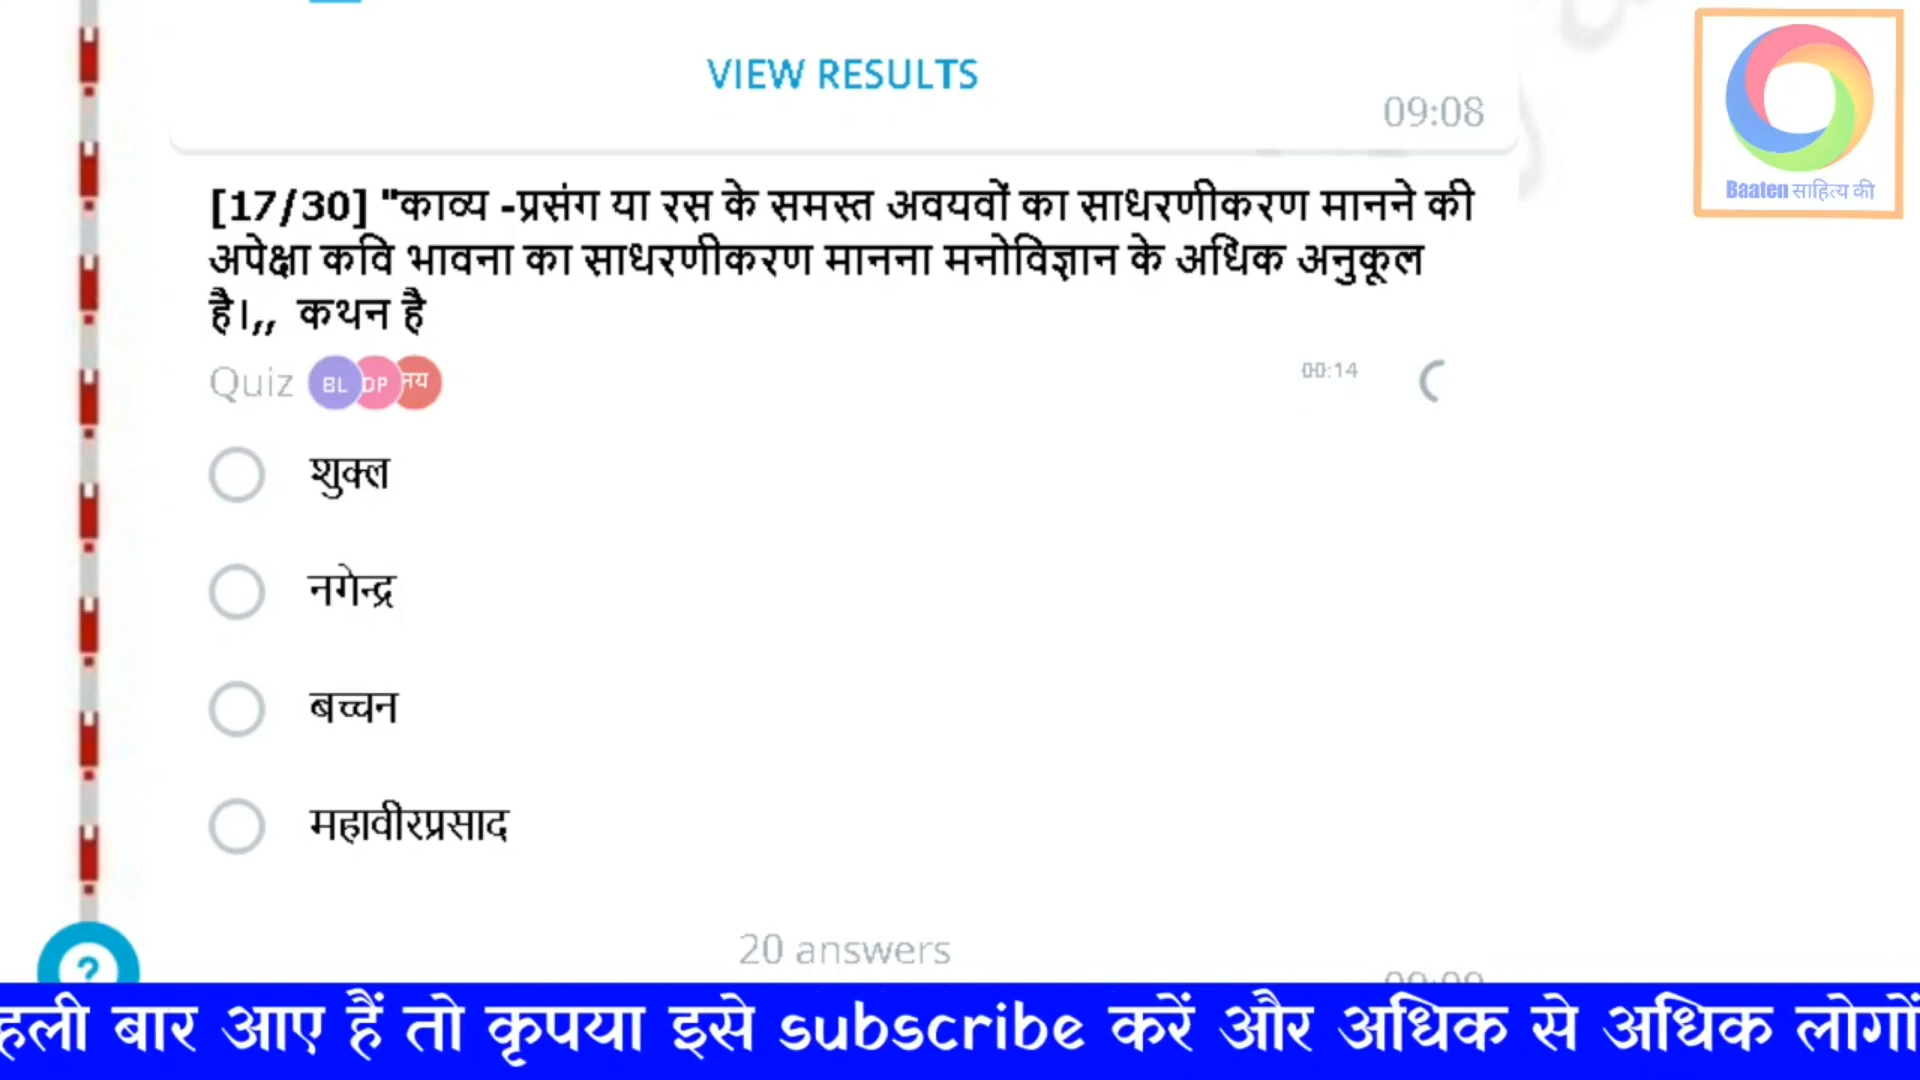 VIEW RESULTS
09:08
Baaten साहित्य की
[17/30] "काव्य -प्रसंग या रस के समस्त अवयवों का साधरणीकरण मानने की
अपेक्षा कवि भावना का साधरणीकरण मानना मनोविज्ञान के अधिक अनुकूल
है।,, कथन है
Quiz BL DP नय
00:14
शुक्ल
नगेन्द्र
बच्चन
महावीरप्रसाद
20 answers
?
हली बार आए हैं तो कृपया इसे subscribe करें और अधिक से अधिक लोगों